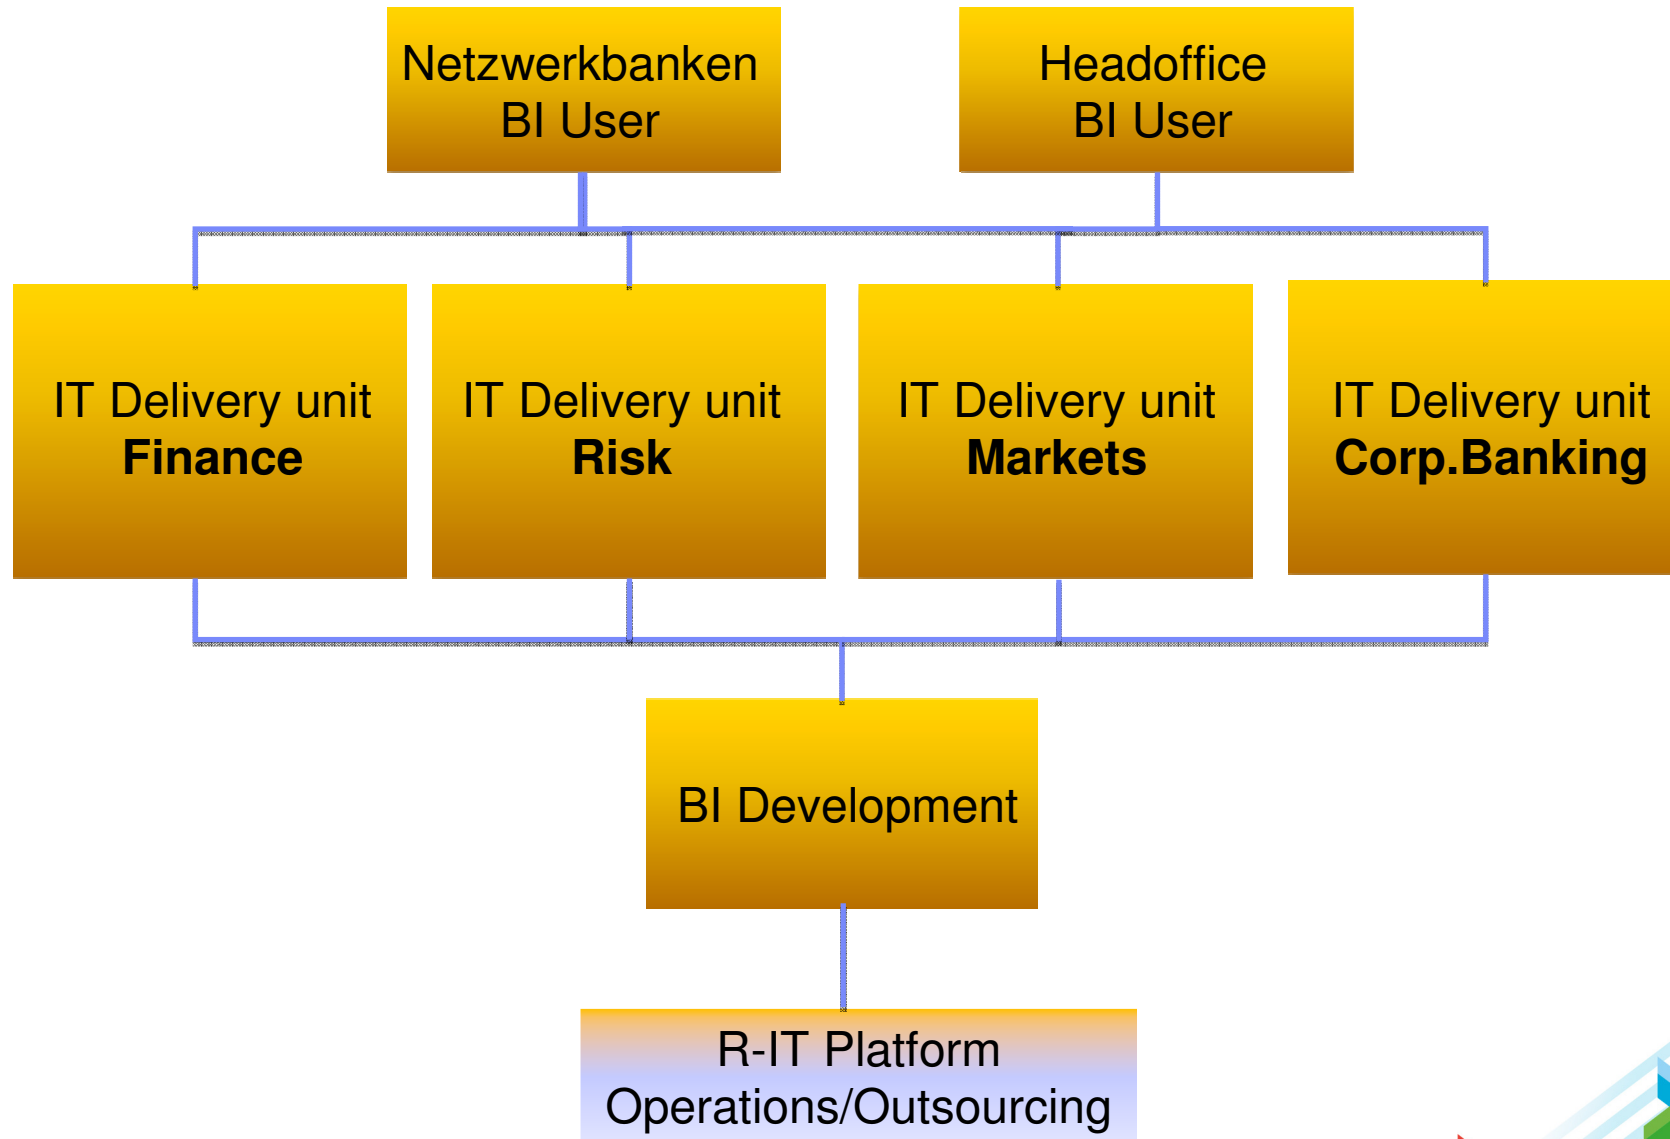 Netzwerkbanken
BI User
Headoffice
BI User
IT Delivery unit
Finance
IT Delivery unit
Risk
IT Delivery unit
Markets
IT Delivery unit
Corp.Banking
BI Development
R-IT Platform
Operations/Outsourcing